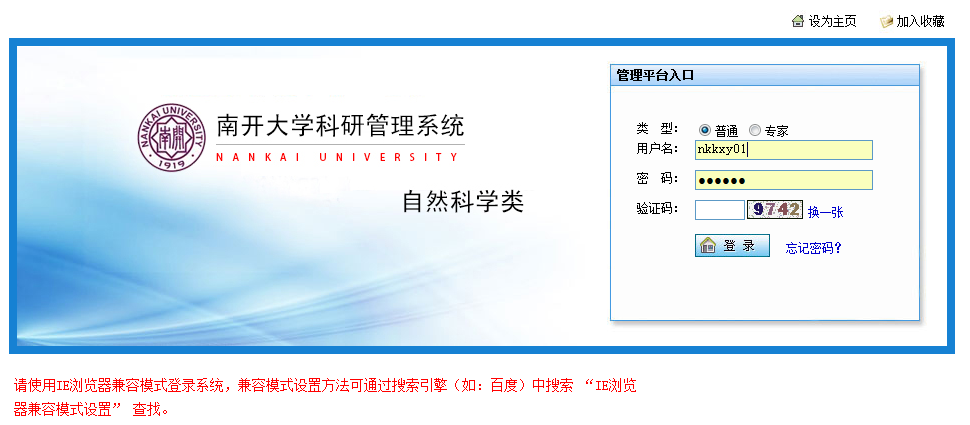 设为主页 加入收藏
管理平台入口
NANKAI UNIVERSITY
南開
·1919·
南开大学科研管理系统
NANKAI UNIVERSITY
自然科学类
类 型: 普通 专家
用户名: nkkxy01
密 码: ●●●●●●
验证码: 9742 换一张
登 录 忘记密码?
请使用IE浏览器兼容模式登录系统，兼容模式设置方法可通过搜索引擎（如：百度）中搜索 “IE浏览
器兼容模式设置” 查找。